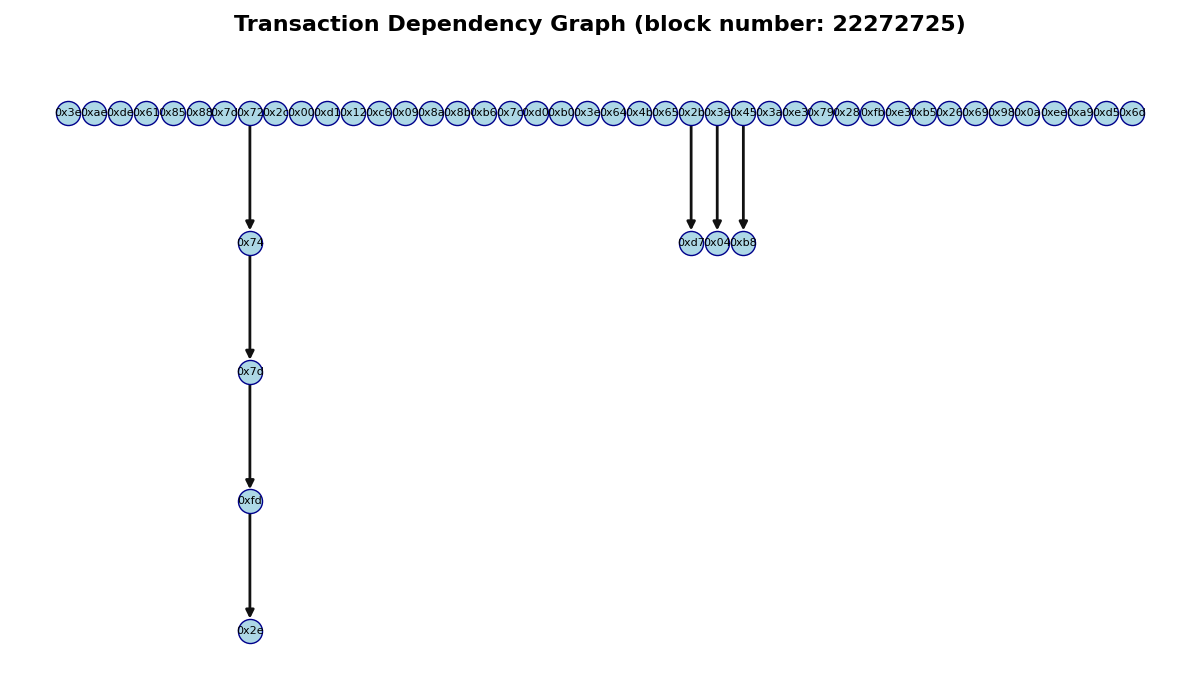 Transaction Dependency Graph (block number: 22272725)
0x3e 0xae 0xde 0x61 0x85 0x88 0x7d 0x72 0x2c 0x00 0xd1 0x12 0xc6 0x09 0x8a 0x8b 0xb6 0x7c 0xd0 0xb0 0x3e 0x64 0x4b 0x65 0x2b 0x3e 0x45 0x3a 0xe3 0x79 0x28 0xfb 0xe3 0xb5 0x26 0x69 0x98 0x0a 0xee 0xa9 0xd5 0x6d
0x74 0xd7 0x04 0xb8
0x7d
0xfd
0x2e